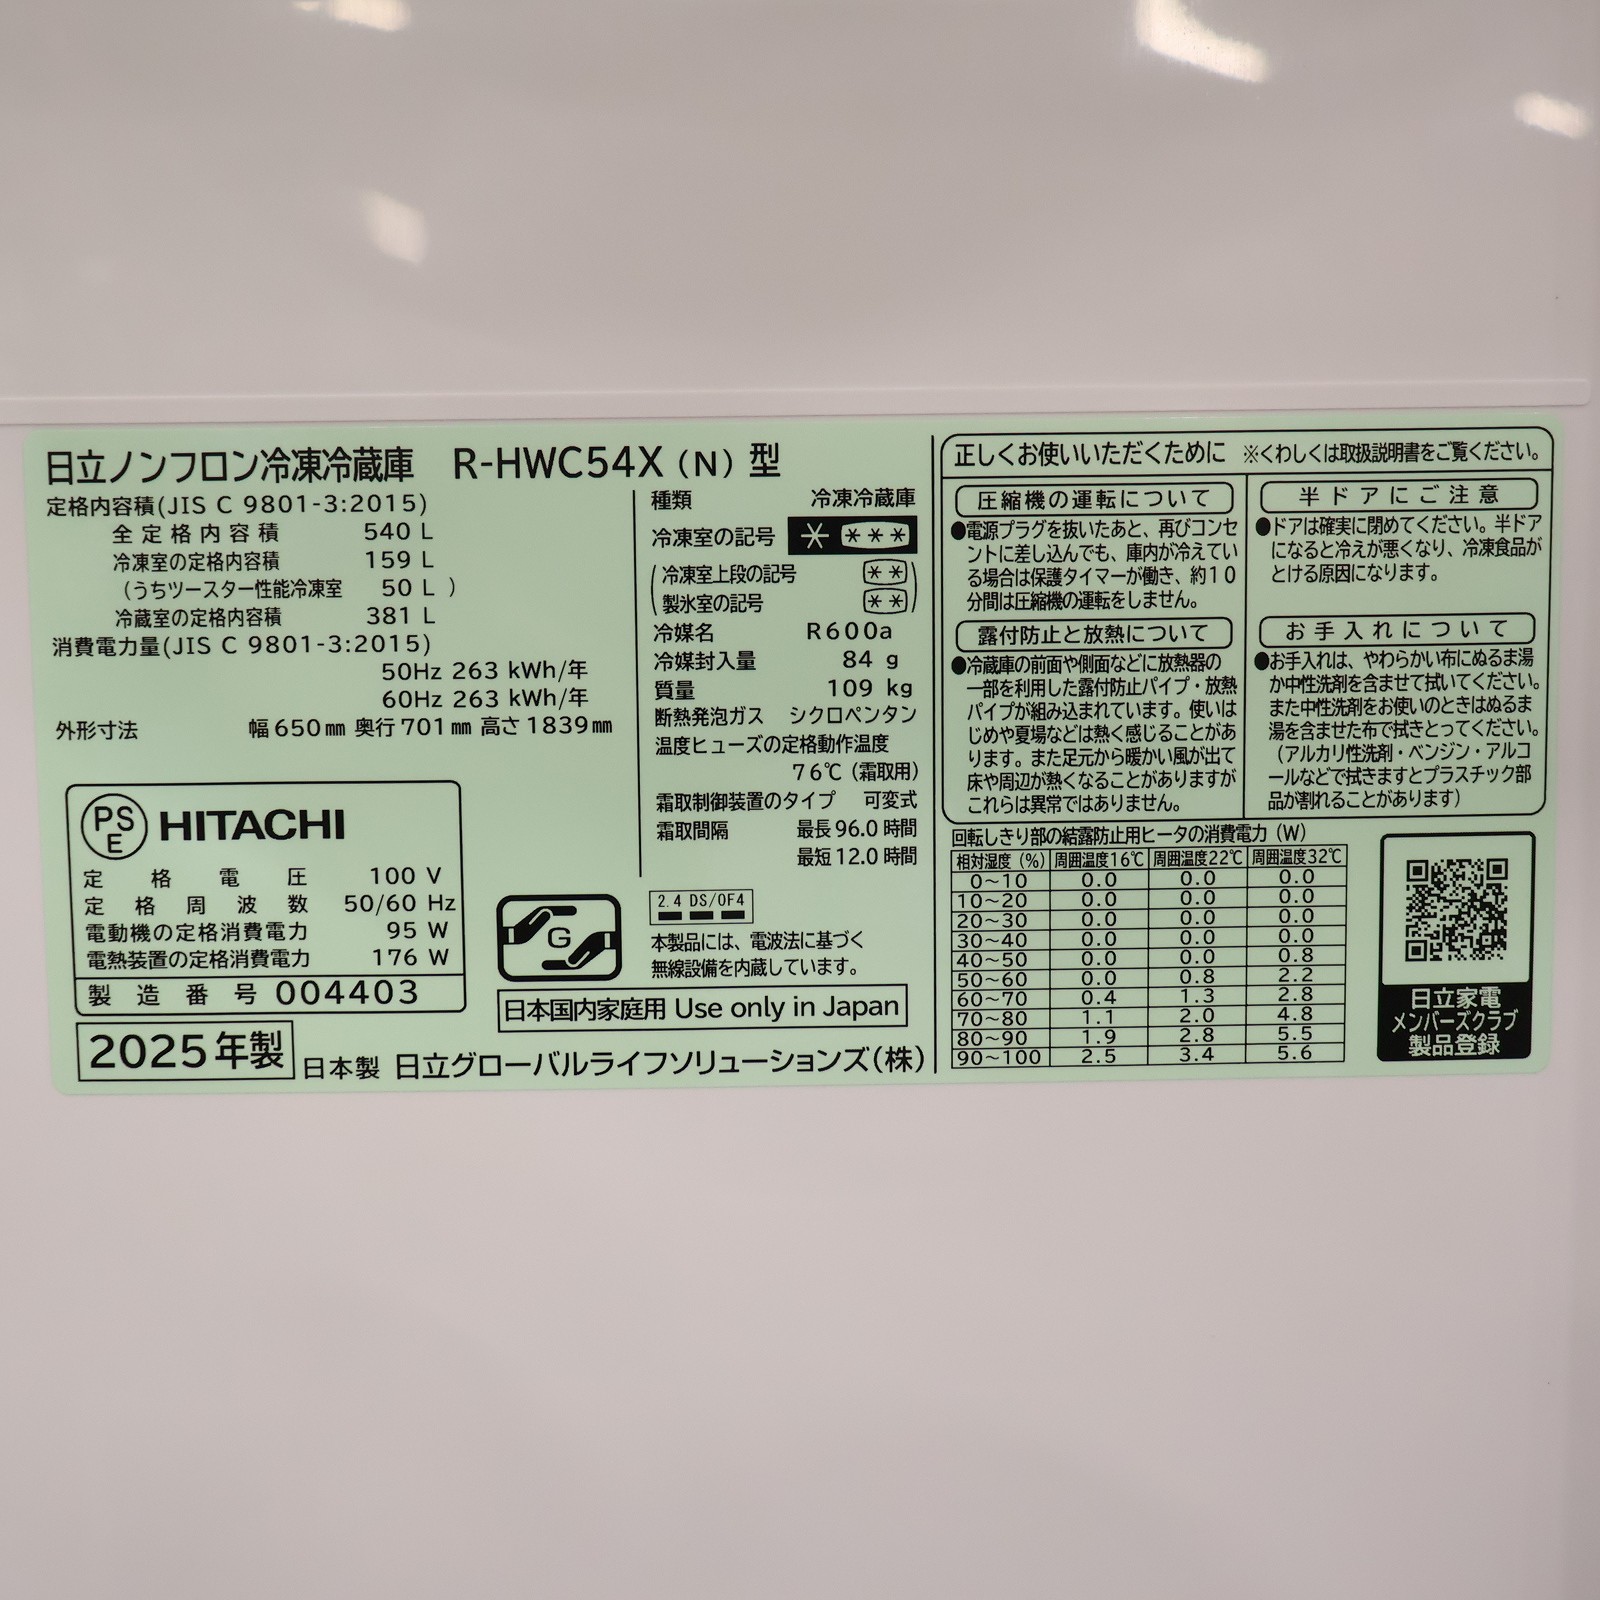 日立ノンフロン冷凍冷蔵庫 R-HWC54X (N) 型
定格内容積(JIS C 9801-3:2015)
全定格内容積 540 L
冷凍室の定格内容積 159 L
(うちツースター性能冷凍室 50 L )
冷蔵室の定格内容積 381 L
消費電力量(JIS C 9801-3:2015)
50Hz 263 kWh/年
60Hz 263 kWh/年
外形寸法 幅650mm 奥行701mm 高さ1839mm
PS
E
HITACHI
定格電圧 100 V
定格周波数 50/60 Hz
電動機の定格消費電力 95 W
電熱装置の定格消費電力 176 W
製造番号 004403
2025年製
日本製 日立グローバルライフソリューションズ(株)
種類 冷凍冷蔵庫
冷凍室の記号 * ***
(冷凍室上段の記号 **
製氷室の記号 **)
冷媒名 R600a
冷媒封入量 84 g
質量 109 kg
断熱発泡ガス シクロペンタン
温度ヒューズの定格動作温度
76℃(霜取用)
霜取制御装置のタイプ 可変式
霜取間隔 最長96.0時間
最短12.0時間
G
2.4 DS/OF4
本製品には、電波法に基づく
無線設備を内蔵しています。
日本国内家庭用 Use only in Japan
正しくお使いいただくために ※くわしくは取扱説明書をご覧ください。
圧縮機の運転について
●電源プラグを抜いたあと、再びコンセ
ントに差し込んでも、庫内が冷えてい
る場合は保護タイマーが働き、約10
分間は圧縮機の運転をしません。
露付防止と放熱について
●冷蔵庫の前面や側面などに放熱器の
一部を利用した露付防止パイプ・放熱
パイプが組み込まれています。使いは
じめや夏場などは熱く感じることがあ
ります。また足元から暖かい風が出て
床や周辺が熱くなることがありますが
これらは異常ではありません。
半ドアにご注意
●ドアは確実に閉めてください。半ドア
になると冷えが悪くなり、冷凍食品が
とける原因になります。
お手入れについて
●お手入れは、やわらかい布にぬるま湯
か中性洗剤を含ませて拭いてください。
また中性洗剤をお使いのときはぬるま
湯を含ませた布で拭きとってください。
(アルカリ性洗剤・ベンジン・アルコ
ールなどで拭きますとプラスチック部
品が割れることがあります)
回転しきり部の結露防止用ヒータの消費電力(W)
相対湿度(%) 周囲温度16℃ 周囲温度22℃ 周囲温度32℃
0~10 0.0 0.0 0.0
10~20 0.0 0.0 0.0
20~30 0.0 0.0 0.0
30~40 0.0 0.0 0.0
40~50 0.0 0.0 0.8
50~60 0.0 0.8 2.2
60~70 0.4 1.3 2.8
70~80 1.1 2.0 4.8
80~90 1.9 2.8 5.5
90~100 2.5 3.4 5.6
日立家電
メンバーズクラブ
製品登録